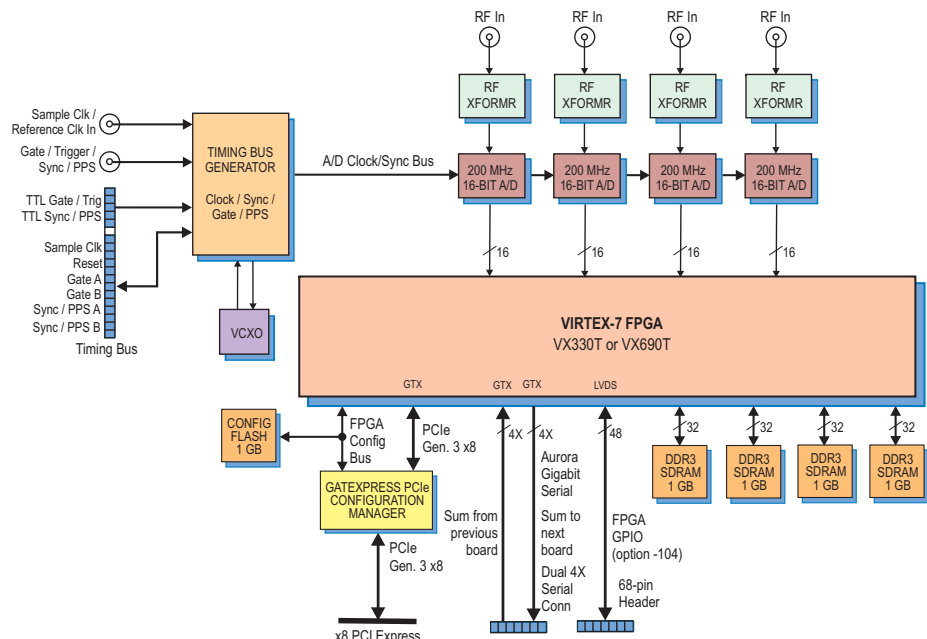 RF In
RF In
RF In
RF In
RF
XFORMR
RF
XFORMR
RF
XFORMR
RF
XFORMR
Sample Clk /
Reference Clk In
Gate / Trigger /
Sync / PPS
TTL Gate / Trig
TTL Sync / PPS
Sample Clk
Reset
Gate A
Gate B
Sync / PPS A
Sync / PPS B
Timing Bus
TIMING BUS
GENERATOR
Clock / Sync /
Gate / PPS
VCXO
A/D Clock/Sync Bus
200 MHz
16-BIT A/D
200 MHz
16-BIT A/D
200 MHz
16-BIT A/D
200 MHz
16-BIT A/D
16
16
16
16
VIRTEX-7 FPGA
VX330T or VX690T
GTX
GTX
GTX
LVDS
CONFIG
FLASH
1 GB
FPGA
Config
Bus
PCIe
Gen. 3 x8
4X
4X
48
32
32
32
32
GATEXPRESS PCIe
CONFIGURATION
MANAGER
PCIe
Gen. 3 x8
x8 PCI Express
Sum from
previous
board
Aurora
Gigabit
Serial
Sum to
next
board
Dual 4X
Serial
Conn
FPGA
GPIO
(option -104)
68-pin
Header
DDR3
SDRAM
1 GB
DDR3
SDRAM
1 GB
DDR3
SDRAM
1 GB
DDR3
SDRAM
1 GB